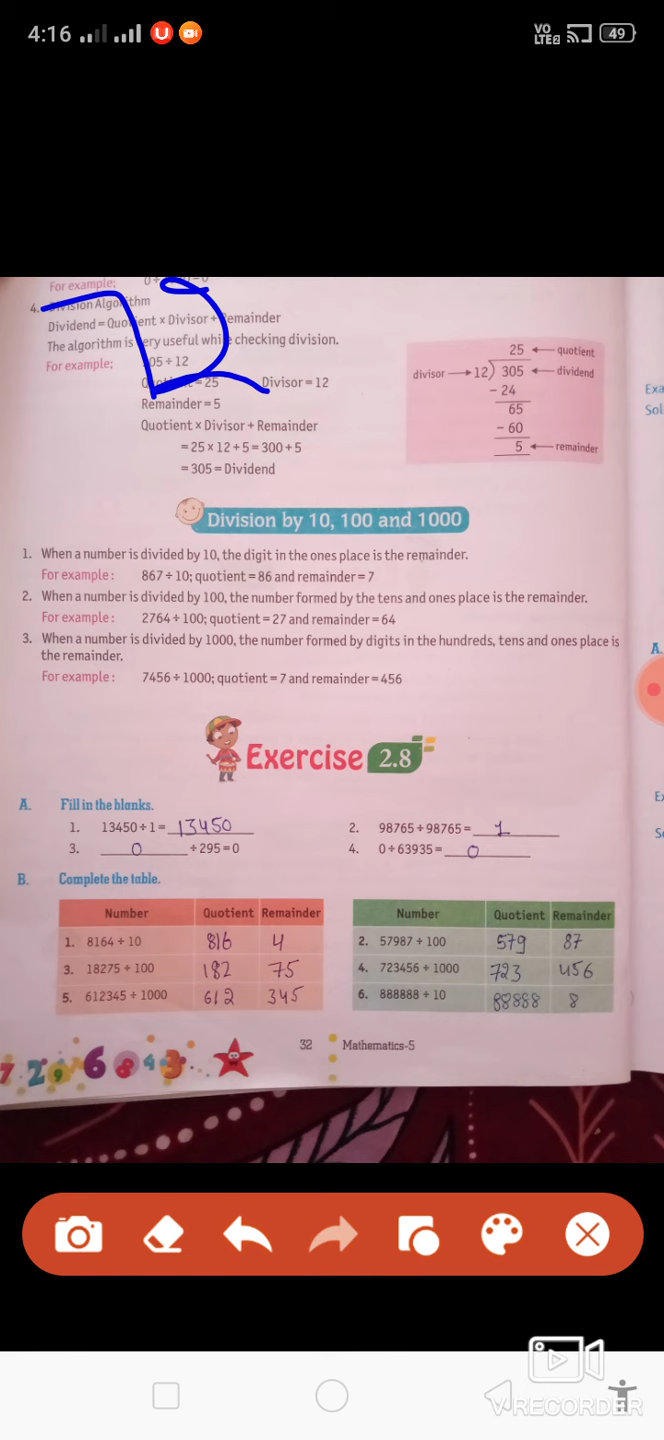 4:16
VO LTE2
49
For example:
4. Division Algorithm
Dividend = Quotient × Divisor + Remainder
The algorithm is very useful while checking division.
For example: 305 ÷ 12
= 25 Divisor = 12
Remainder = 5
Quotient × Divisor + Remainder
= 25 × 12 + 5 = 300 + 5
= 305 = Dividend
25 quotient
divisor 12) 305 dividend
- 24
65
- 60
5 remainder
Exa
Sol
Division by 10, 100 and 1000
1. When a number is divided by 10, the digit in the ones place is the remainder.
For example : 867 ÷ 10; quotient = 86 and remainder = 7
2. When a number is divided by 100, the number formed by the tens and ones place is the remainder.
For example : 2764 ÷ 100; quotient = 27 and remainder = 64
3. When a number is divided by 1000, the number formed by digits in the hundreds, tens and ones place is
the remainder.
For example : 7456 ÷ 1000; quotient = 7 and remainder = 456
A.
Exercise 2.8
A. Fill in the blanks.
1. 13450 ÷ 1 = 13450 2. 98765 ÷ 98765 = 1
3. 0 ÷ 295 = 0 4. 0 ÷ 63935 = 0
B. Complete the table.
Number Quotient Remainder
1. 8164 ÷ 10 816 4
3. 18275 ÷ 100 182 75
5. 612345 ÷ 1000 612 345
Number Quotient Remainder
2. 57987 ÷ 100 579 87
4. 723456 ÷ 1000 723 456
6. 888888 ÷ 10 88888 8
32 Mathematics-5
V RECORDER